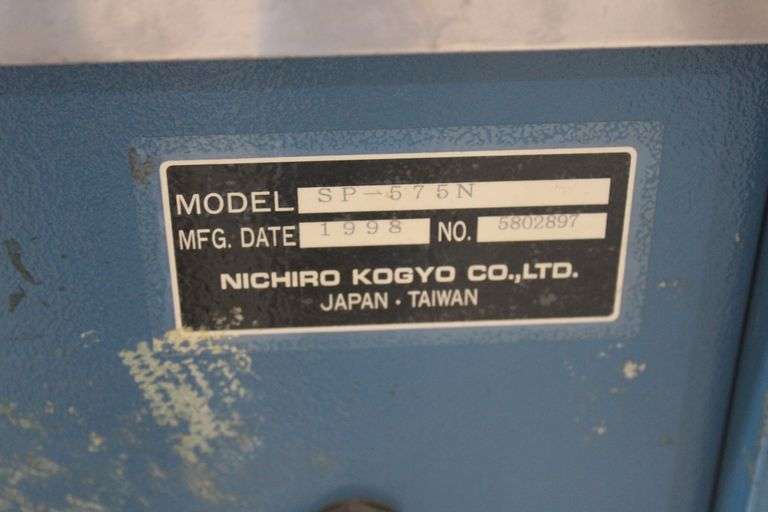 MODEL SP-575N
MFG. DATE 1998 NO. 5802897
NICHIRO KOGYO CO.,LTD.
JAPAN · TAIWAN